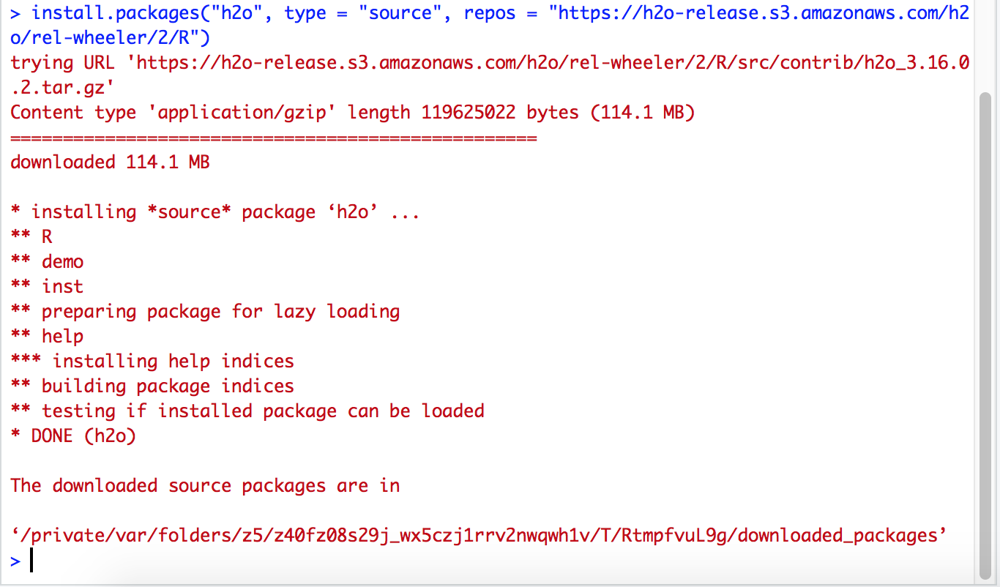 > install.packages("h2o", type = "source", repos = "https://h2o-release.s3.amazonaws.com/h2
o/rel-wheeler/2/R")
trying URL 'https://h2o-release.s3.amazonaws.com/h2o/rel-wheeler/2/R/src/contrib/h2o_3.16.0
.2.tar.gz'
Content type 'application/gzip' length 119625022 bytes (114.1 MB)
==================================================
downloaded 114.1 MB

* installing *source* package ‘h2o’ ...
** R
** demo
** inst
** preparing package for lazy loading
** help
*** installing help indices
** building package indices
** testing if installed package can be loaded
* DONE (h2o)

The downloaded source packages are in

‘/private/var/folders/z5/z40fz08s29j_wx5czj1rrv2nwqwh1v/T/RtmpfvuL9g/downloaded_packages’
>